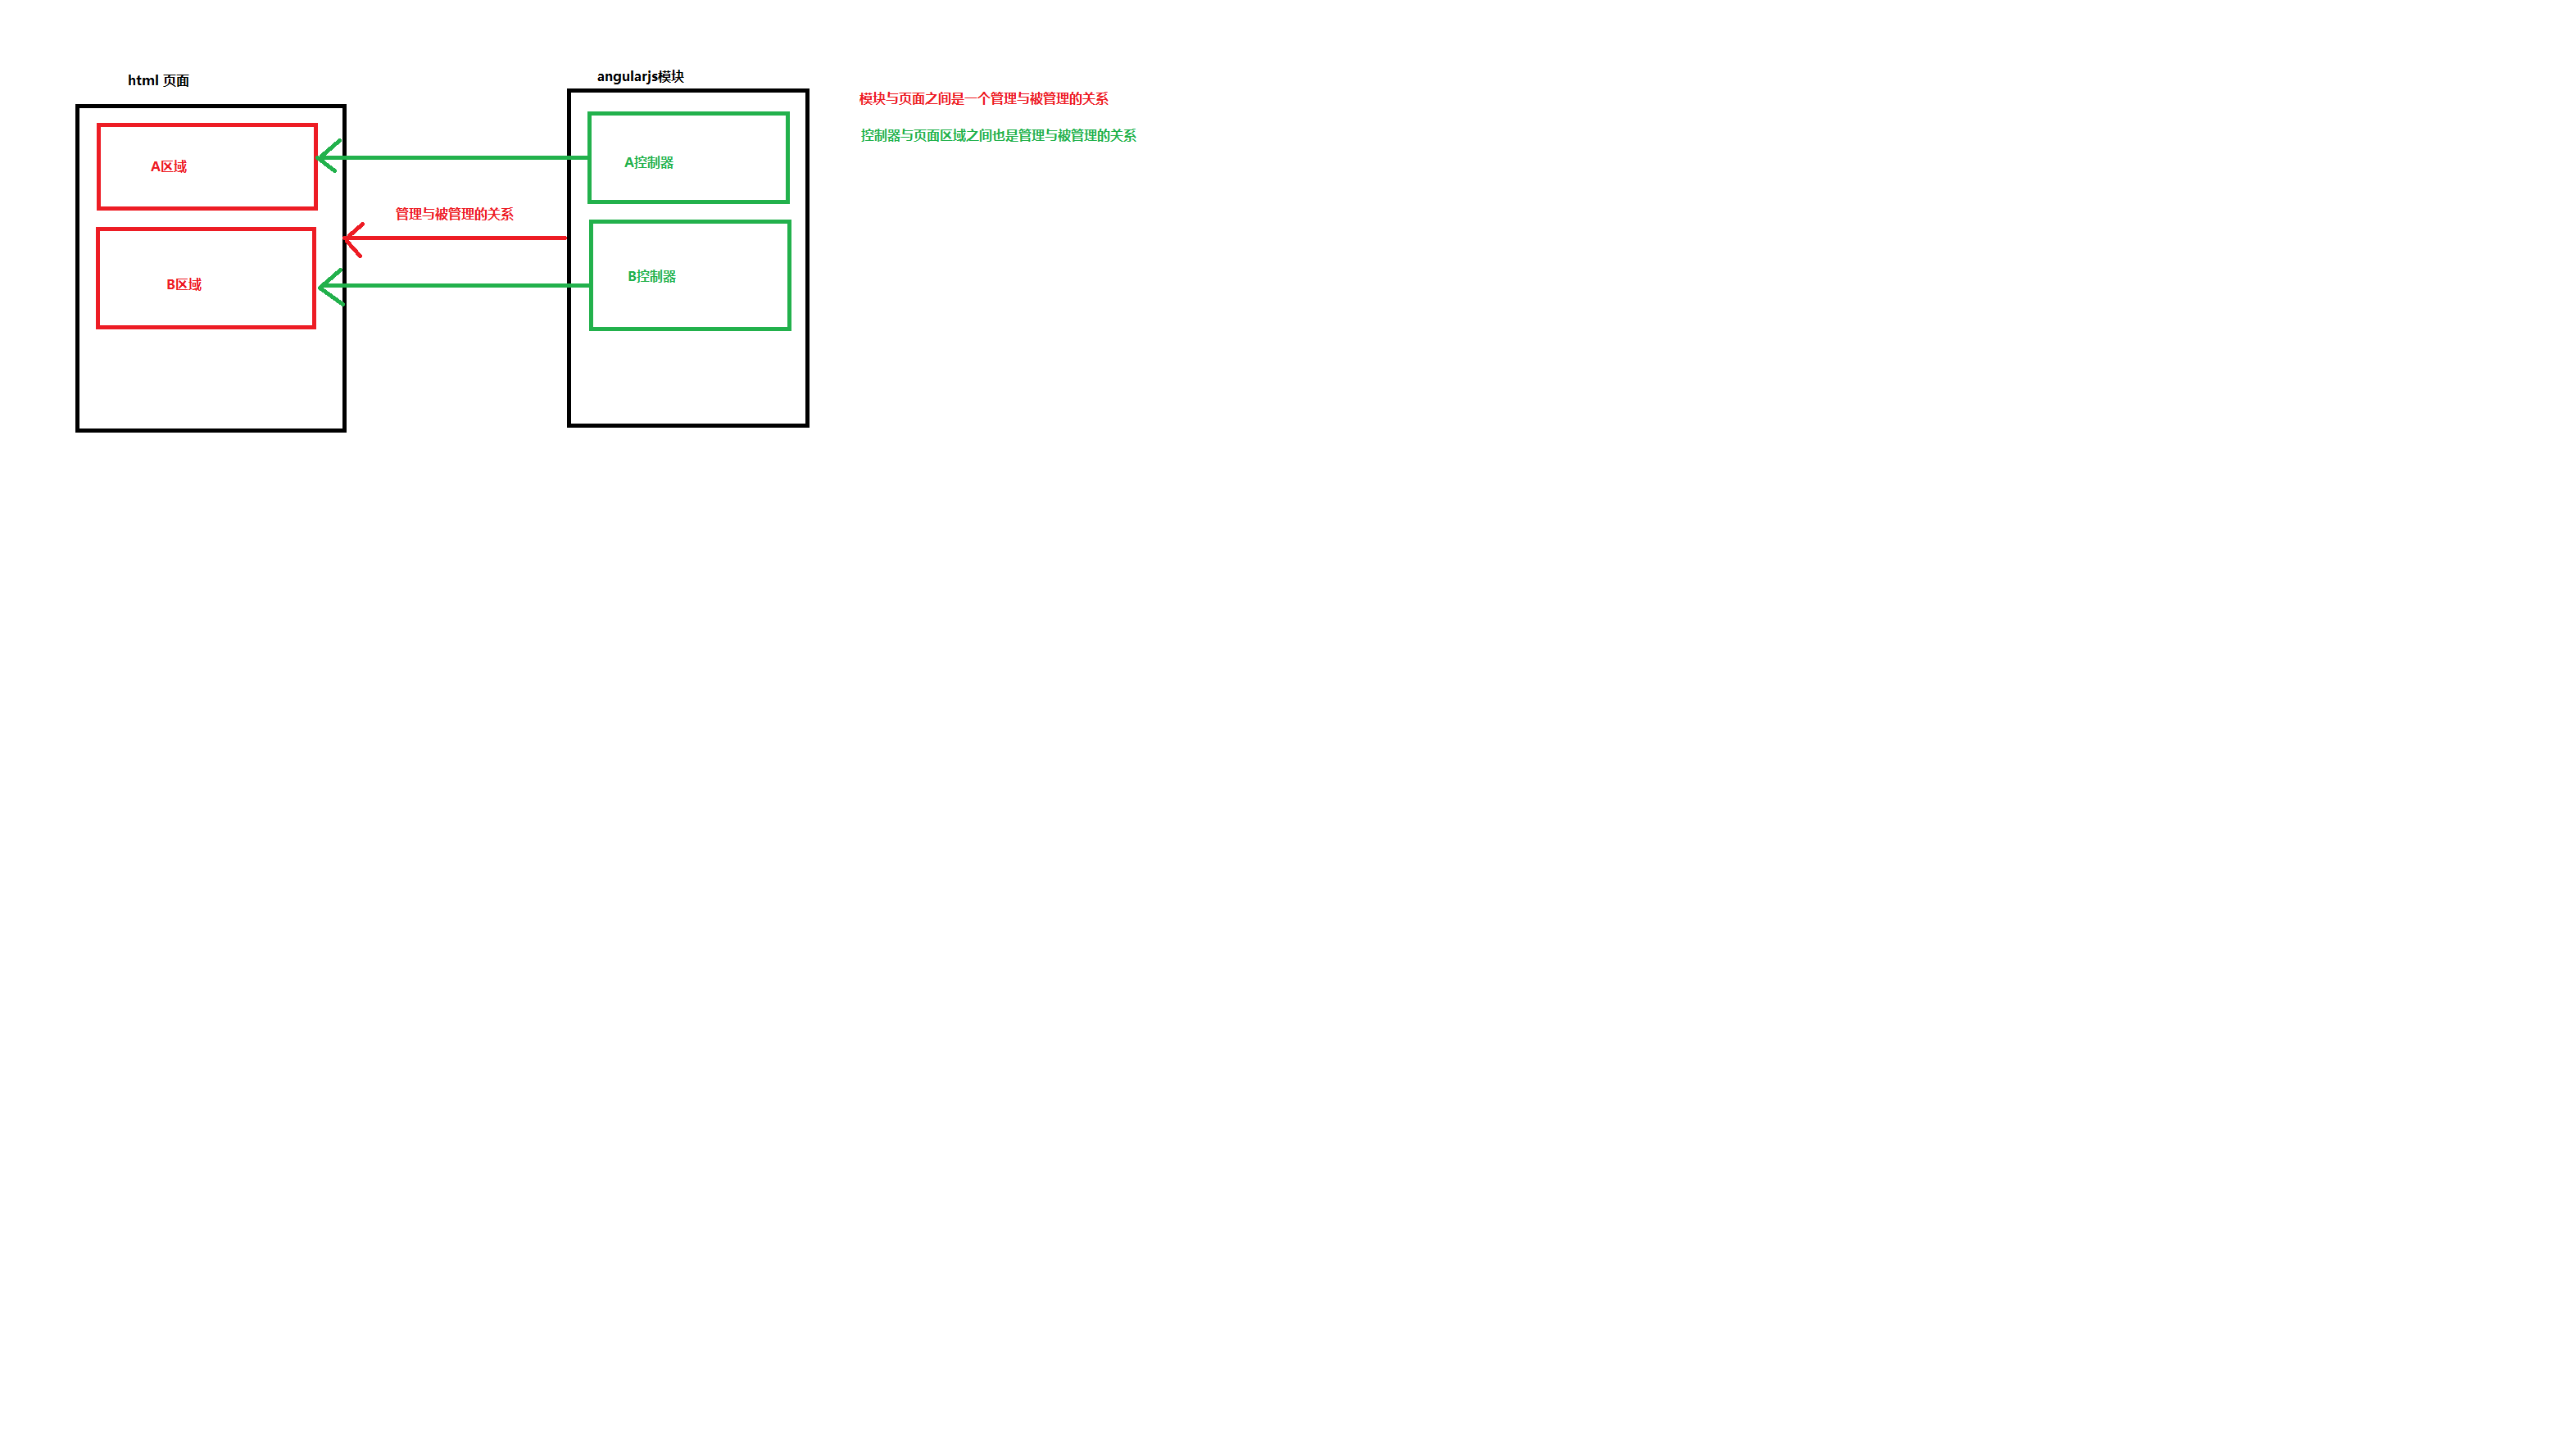 html 页面
angularjs模块
模块与页面之间是一个管理与被管理的关系
控制器与页面区域之间也是管理与被管理的关系
A区域
A控制器
管理与被管理的关系
B区域
B控制器